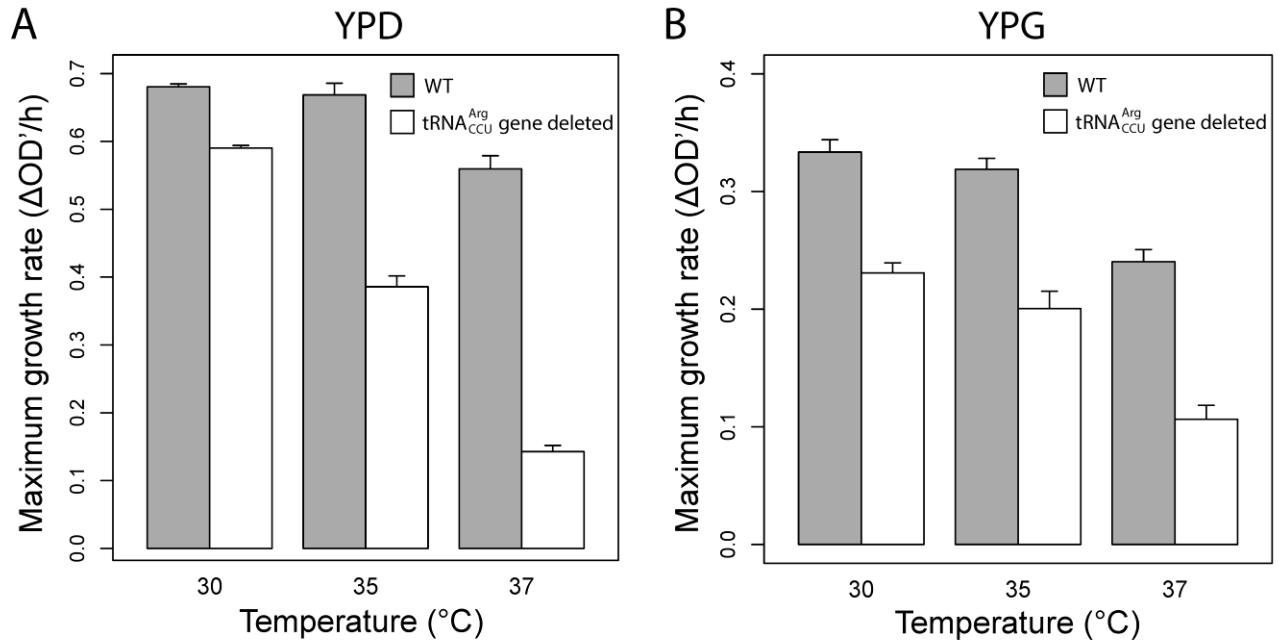 A
YPD
Maximum growth rate (ΔOD'/h)
0.7
0.6
0.5
0.4
0.3
0.2
0.1
0.0
WT
tRNA^Arg_CCU gene deleted
30 35 37
Temperature (°C)
B
YPG
Maximum growth rate (ΔOD'/h)
0.4
0.3
0.2
0.1
0.0
WT
tRNA^Arg_CCU gene deleted
30 35 37
Temperature (°C)